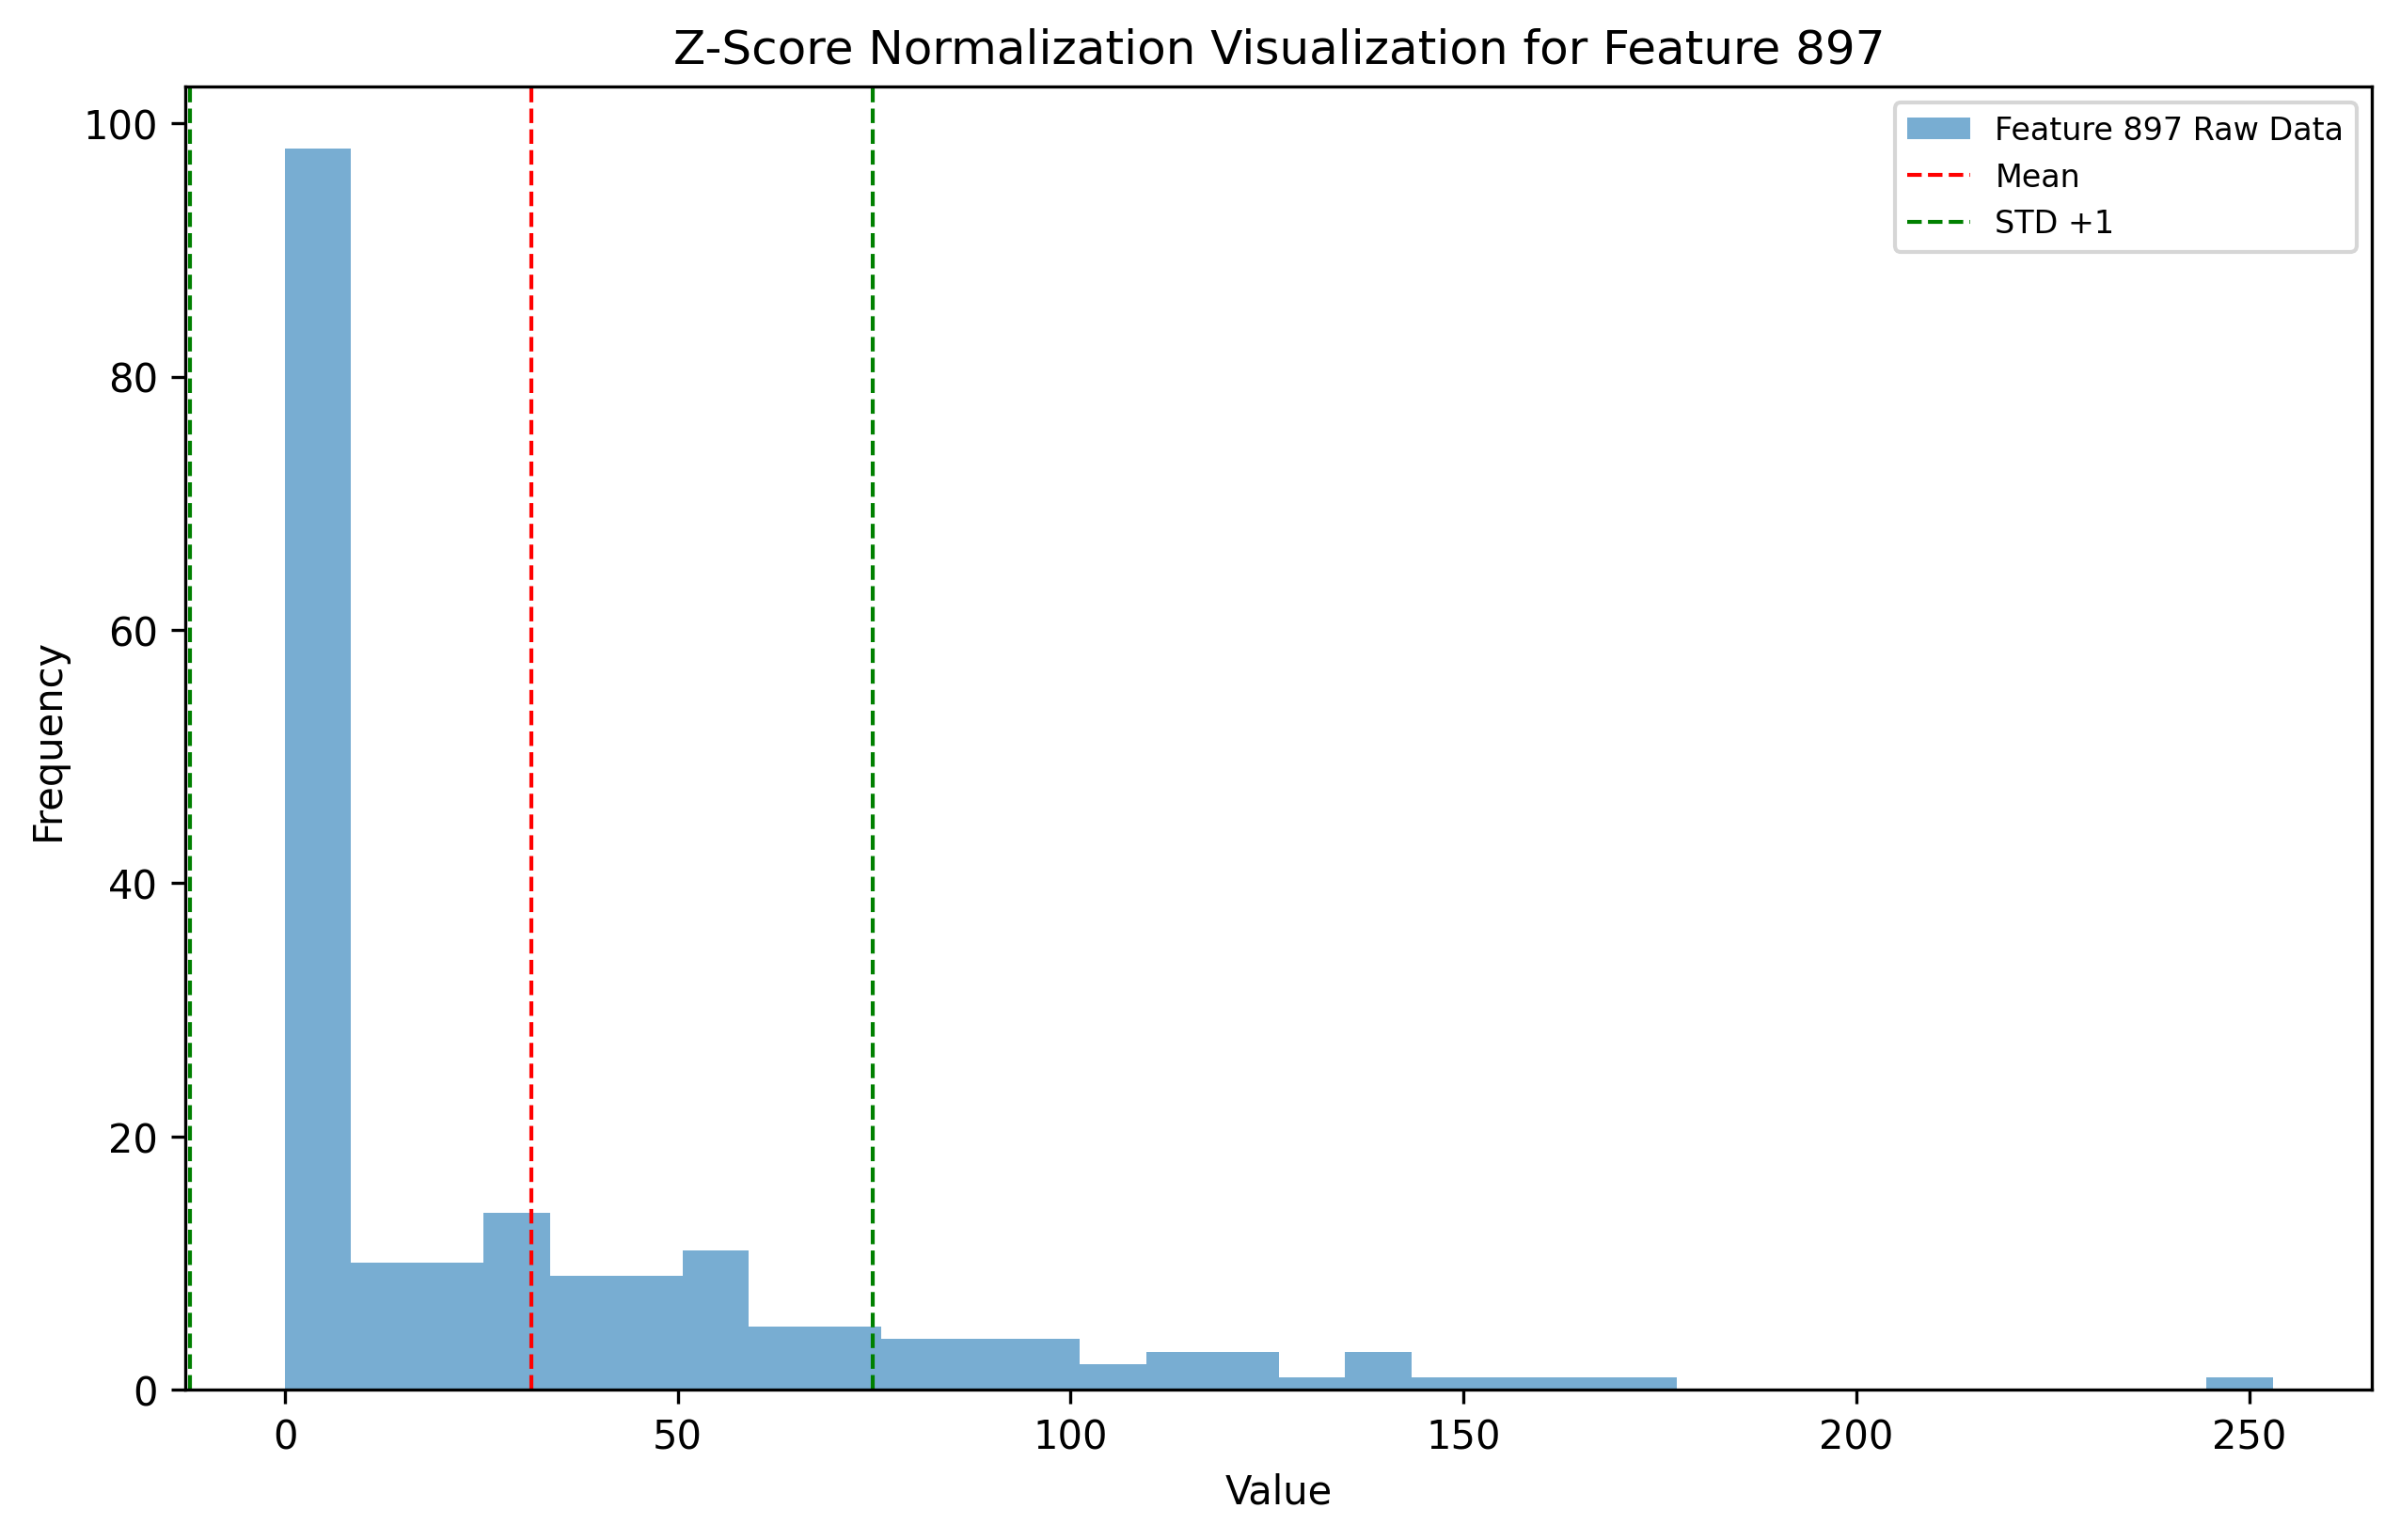 Z-Score Normalization Visualization for Feature 897
Feature 897 Raw Data
Mean
STD +1
100
80
60
40
20
0
Frequency
0 50 100 150 200 250
Value